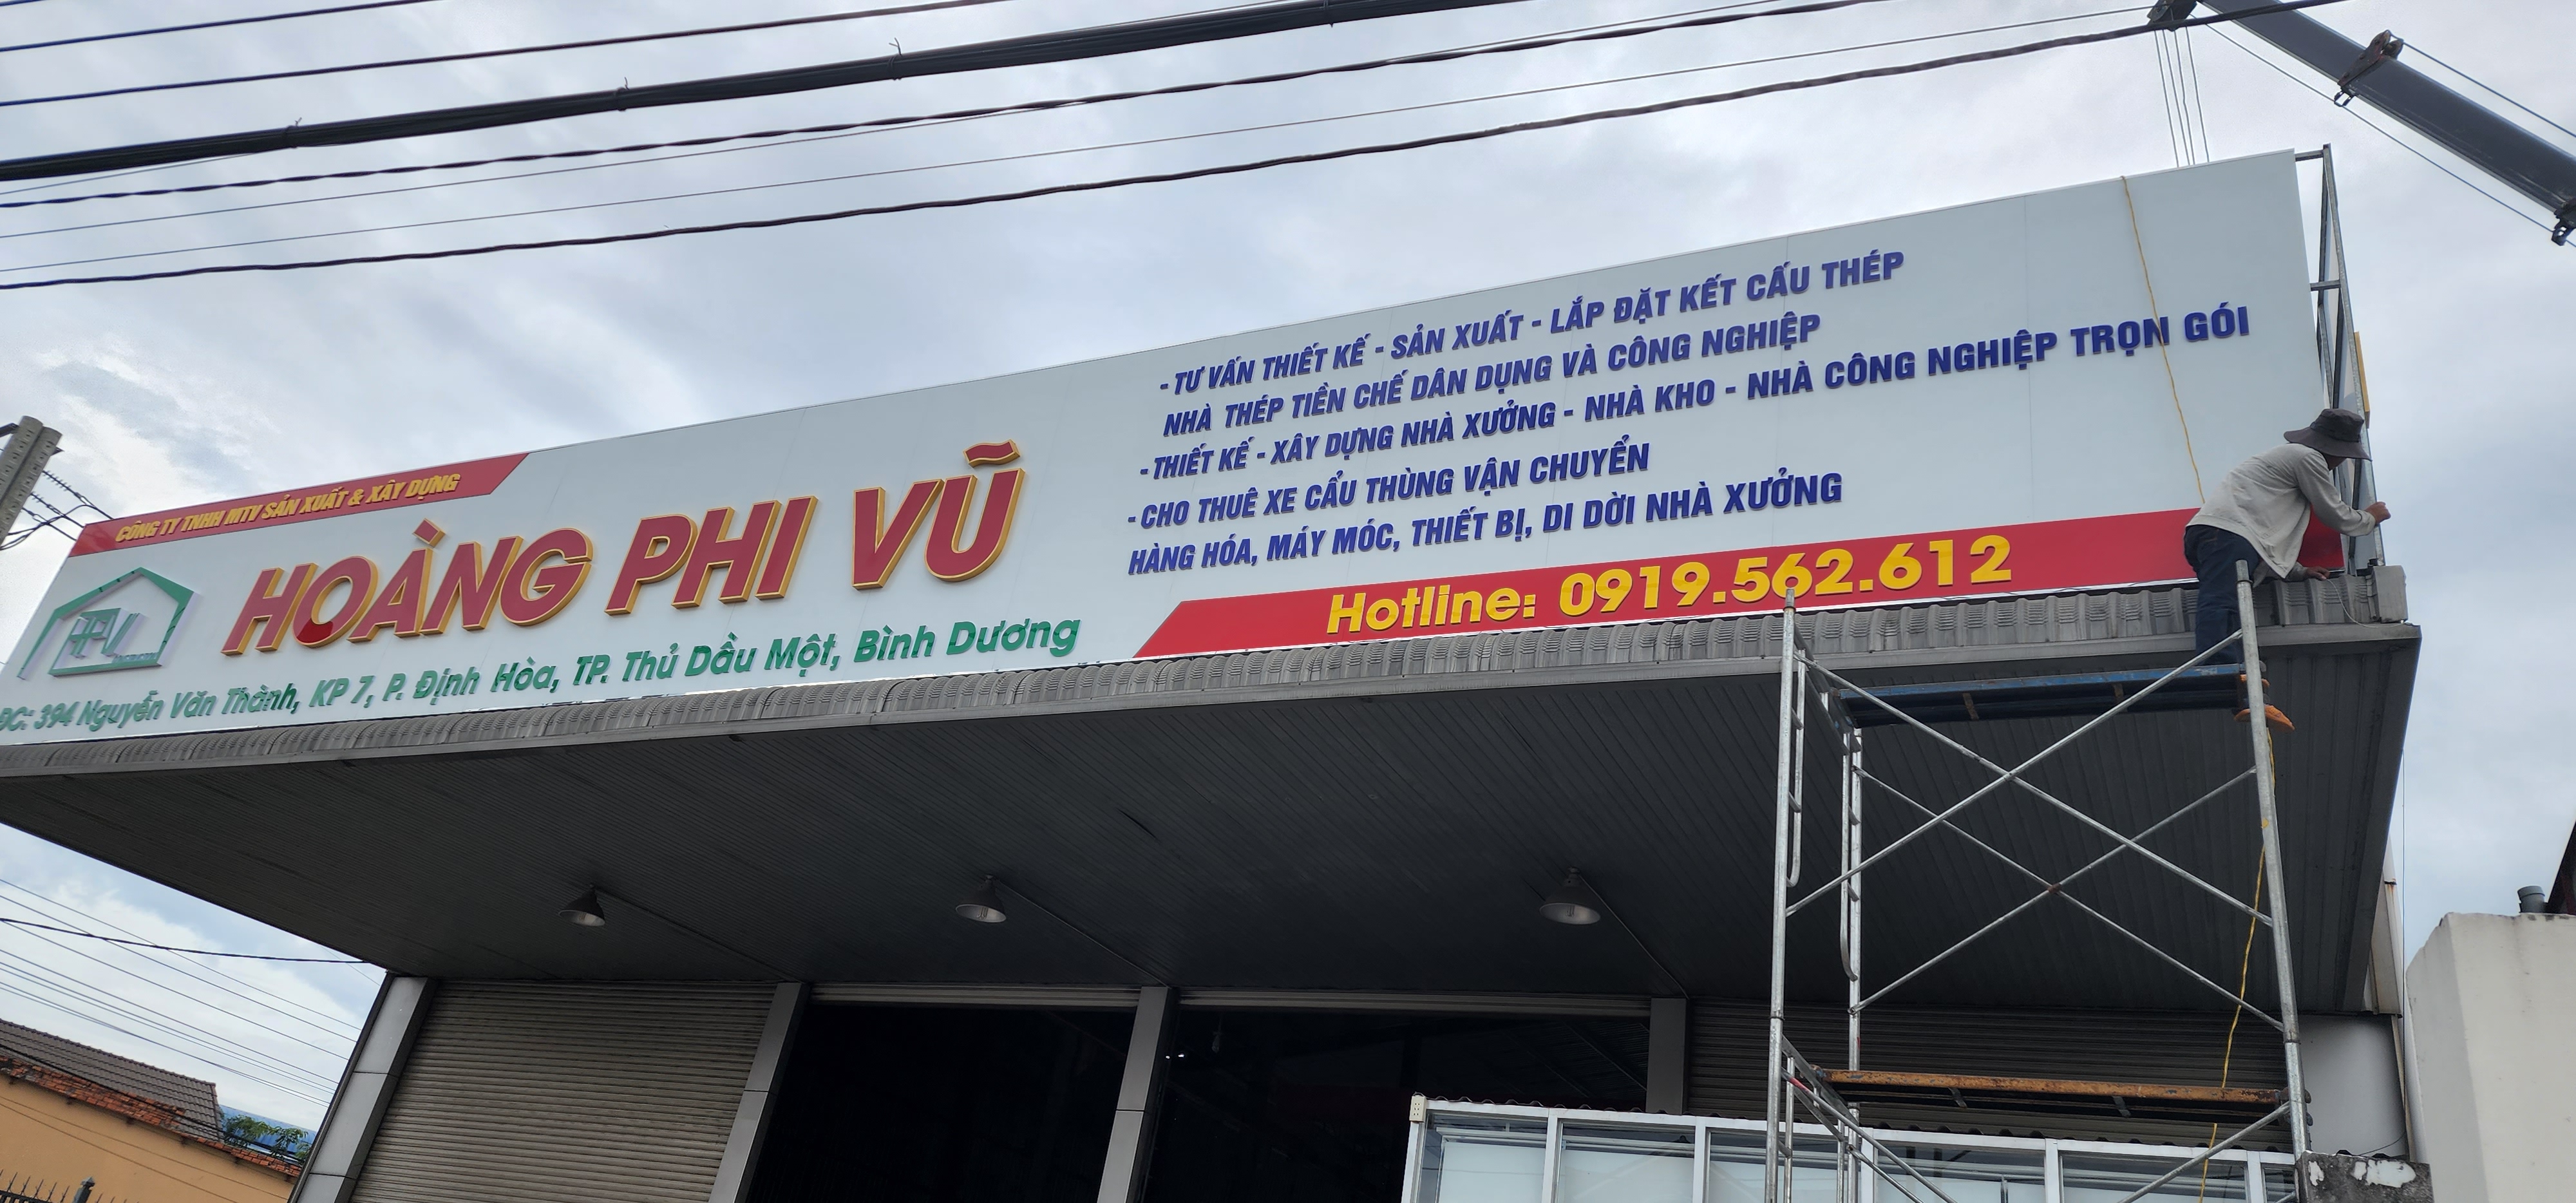 CÔNG TY TNHH MTV SẢN XUẤT & XÂY DỰNG
HPV
HOÀNG PHI VŨ
ĐC: 394 Nguyễn Văn Thành, KP 7, P. Định Hòa, TP. Thủ Dầu Một, Bình Dương
- TƯ VẤN THIẾT KẾ - SẢN XUẤT - LẮP ĐẶT KẾT CẤU THÉP
NHÀ THÉP TIỀN CHẾ DÂN DỤNG VÀ CÔNG NGHIỆP
- THIẾT KẾ - XÂY DỰNG NHÀ XƯỞNG - NHÀ KHO - NHÀ CÔNG NGHIỆP TRỌN GÓI
- CHO THUÊ XE CẨU THÙNG VẬN CHUYỂN
HÀNG HÓA, MÁY MÓC, THIẾT BỊ, DI DỜI NHÀ XƯỞNG
Hotline: 0919.562.612